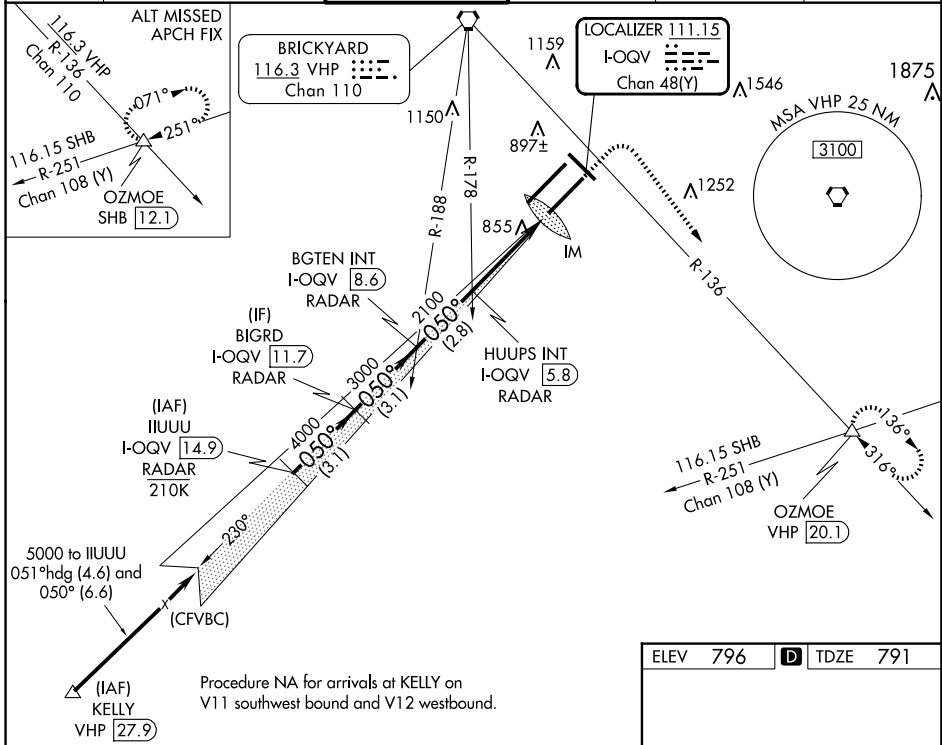 ALT MISSED
APCH FIX
116.3 VHP
R-136
Chan 110
071°
251°
116.15 SHB
R-251
Chan 108 (Y)
OZMOE
SHB 12.1
BRICKYARD
116.3 VHP
Chan 110
LOCALIZER 111.15
I-OQV
Chan 48(Y)
1159
1546
1875
1150
897±
1252
855
MSA VHP 25 NM
3100
R-188
R-178
R-136
IM
BGTEN INT
I-OQV 8.6
RADAR
2100
050°
(2.8)
(IF)
BIGRD
I-OQV 11.7
RADAR
3000
050°
(3.1)
HUUPS INT
I-OQV 5.8
RADAR
(IAF)
IIUUU
I-OQV 14.9
RADAR
210K
4000
050°
(3.1)
230°
116.15 SHB
R-251
Chan 108 (Y)
136°
316°
OZMOE
VHP 20.1
5000 to IIUUU
051°hdg (4.6) and
050° (6.6)
X
(CFVBC)
(IAF)
KELLY
VHP 27.9
Procedure NA for arrivals at KELLY on
V11 southwest bound and V12 westbound.
ELEV 796 D TDZE 791